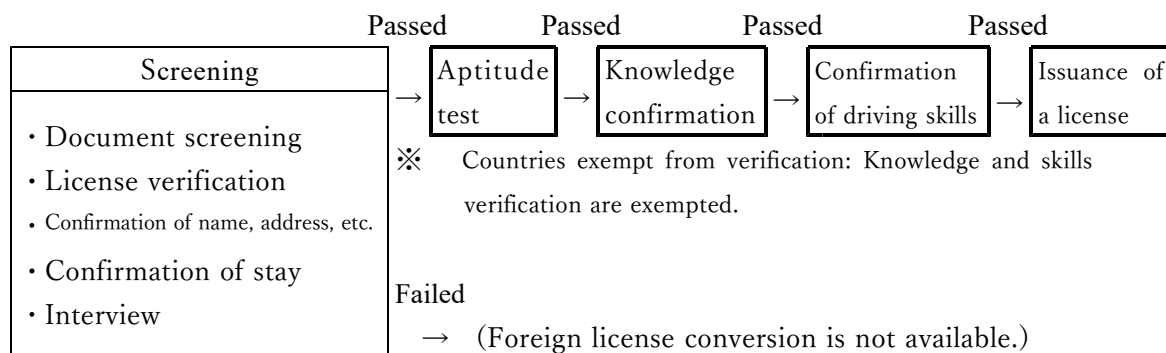 Passed Passed Passed Passed
Screening
・Document screening
・License verification
・Confirmation of name, address, etc.
・Confirmation of stay
・Interview
→
Aptitude
test
→
Knowledge
confirmation
→
Confirmation
of driving skills
→
Issuance of
a license
※ Countries exempt from verification: Knowledge and skills
verification are exempted.
Failed
→ (Foreign license conversion is not available.)